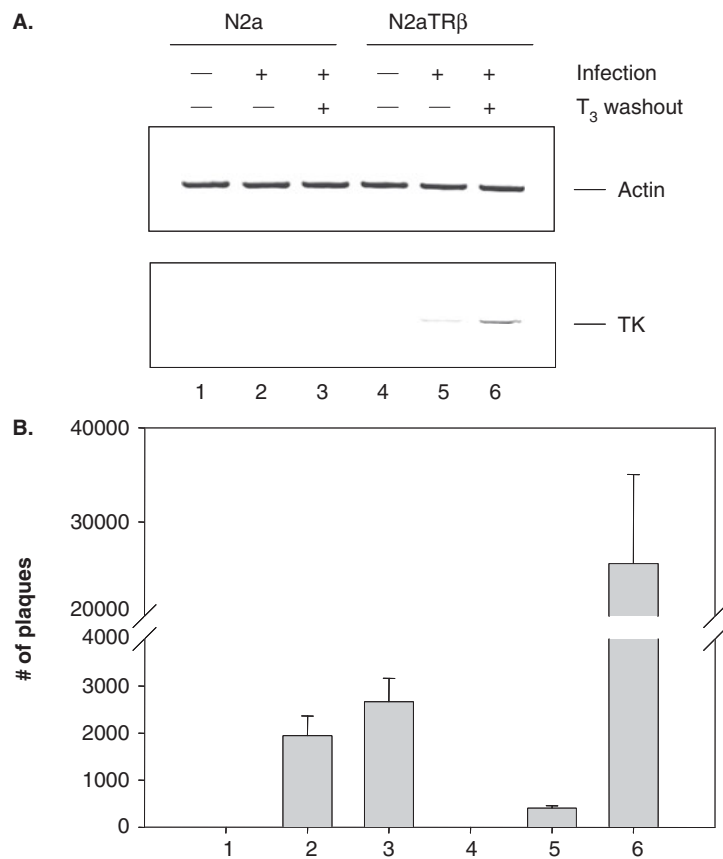 A.
N2a N2aTRβ
— + + — + + Infection
— — + — — + T3 washout
— Actin
— TK
1 2 3 4 5 6
B.
# of plaques
40000
30000
20000
4000
3000
2000
1000
0
1 2 3 4 5 6